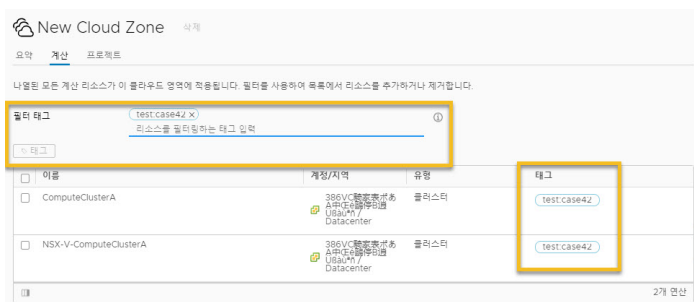 New Cloud Zone 삭제
요약 계산 프로젝트
나열된 모든 계산 리소스가 이 클라우드 영역에 적용됩니다. 필터를 사용하여 목록에서 리소스를 추가하거나 제거합니다.
필터 태그 test:case42 ×
리소스를 필터링하는 태그 입력
태그
이름 계정/지역 유형 태그
ComputeClusterA 386VC 클러스터 test:case42
Datacenter
NSX-V-ComputeClusterA 386VC 클러스터 test:case42
Datacenter
2개 연산